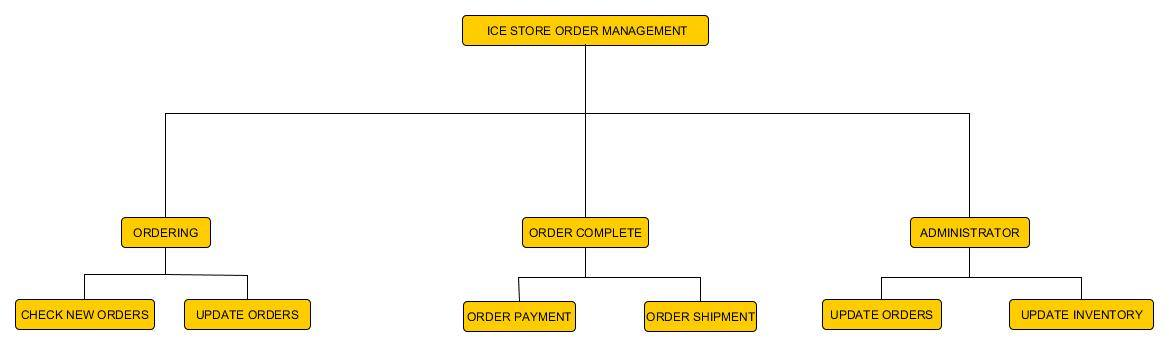 ICE STORE ORDER MANAGEMENT
ORDERING
ORDER COMPLETE
ADMINISTRATOR
CHECK NEW ORDERS
UPDATE ORDERS
ORDER PAYMENT
ORDER SHIPMENT
UPDATE ORDERS
UPDATE INVENTORY